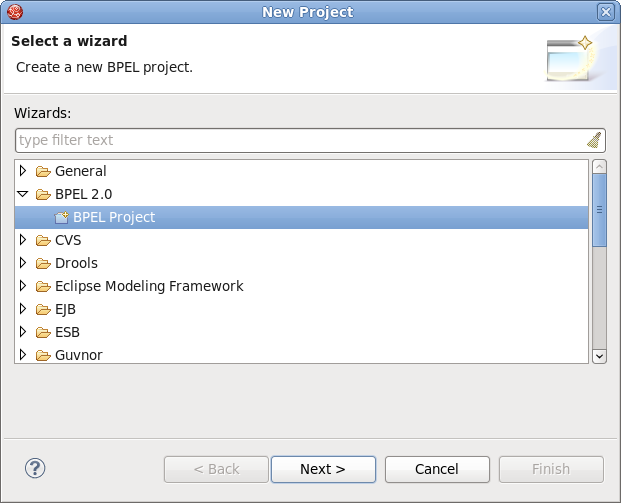 New Project
Select a wizard
Create a new BPEL project.
Wizards:
type filter text
General
BPEL 2.0
BPEL Project
CVS
Drools
Eclipse Modeling Framework
EJB
ESB
Guvnor
? < Back Next > Cancel Finish